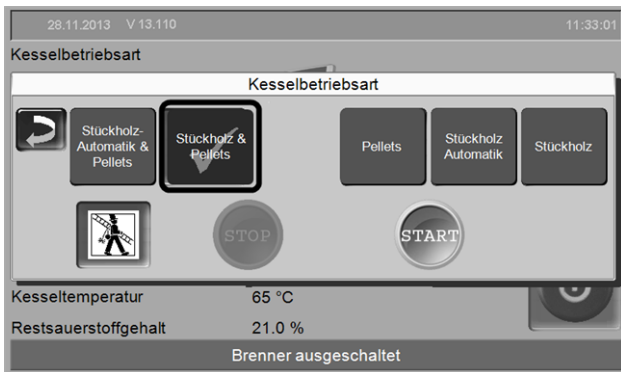 28.11.2013 V 13.110 11:33:01
Kesselbetriebsart
Kesselbetriebsart
Stückholz-
Automatik &
Pellets
Stückholz &
Pellets
Pellets
Stückholz
Automatik
Stückholz
STOP
START
Kesseltemperatur 65 °C
Restsauerstoffgehalt 21.0 %
Brenner ausgeschaltet